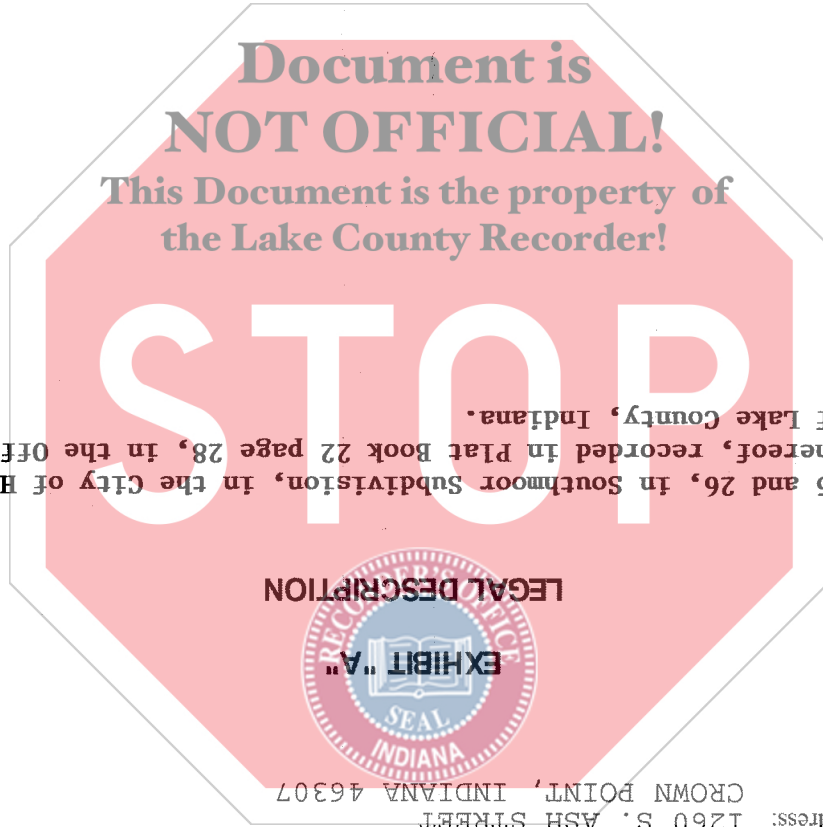 Document is
NOT OFFICIAL!
This Document is the property of
the Lake County Recorder!
STOP
RECORDER'S OFFICE
SEAL
INDIANA
1260 S. ASH STREET
CROWN POINT, INDIANA 46307
EXHIBIT "A"
LEGAL DESCRIPTION
and 26, in Southmoor Subdivision, in the City of H
hereof, recorded in Plat Book 22 page 28, in the Off
f Lake County, Indiana.